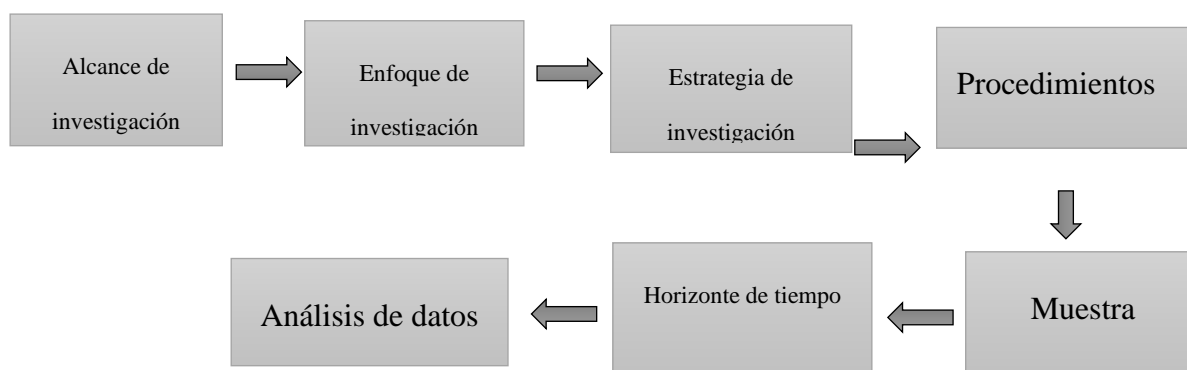 Alcance de
investigación
Enfoque de
investigación
Estrategia de
investigación
Procedimientos
Muestra
Horizonte de tiempo
Análisis de datos